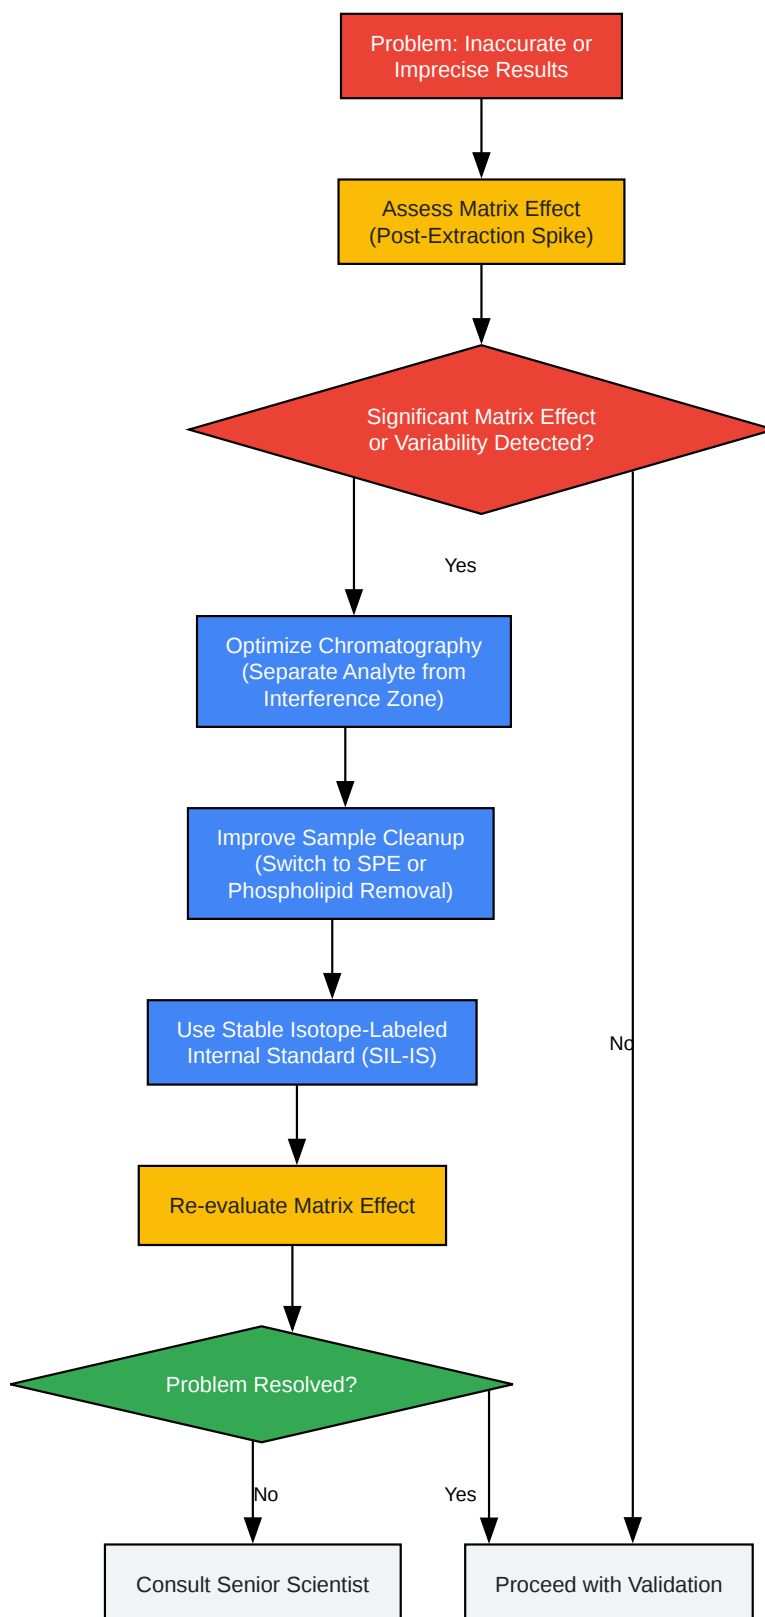 Problem: Inaccurate or
Imprecise Results
Assess Matrix Effect
(Post-Extraction Spike)
Significant Matrix Effect
or Variability Detected?
Yes
Optimize Chromatography
(Separate Analyte from
Interference Zone)
Improve Sample Cleanup
(Switch to SPE or
Phospholipid Removal)
Use Stable Isotope-Labeled
Internal Standard (SIL-IS)
No
Re-evaluate Matrix Effect
Problem Resolved?
No
Yes
Consult Senior Scientist
Proceed with Validation